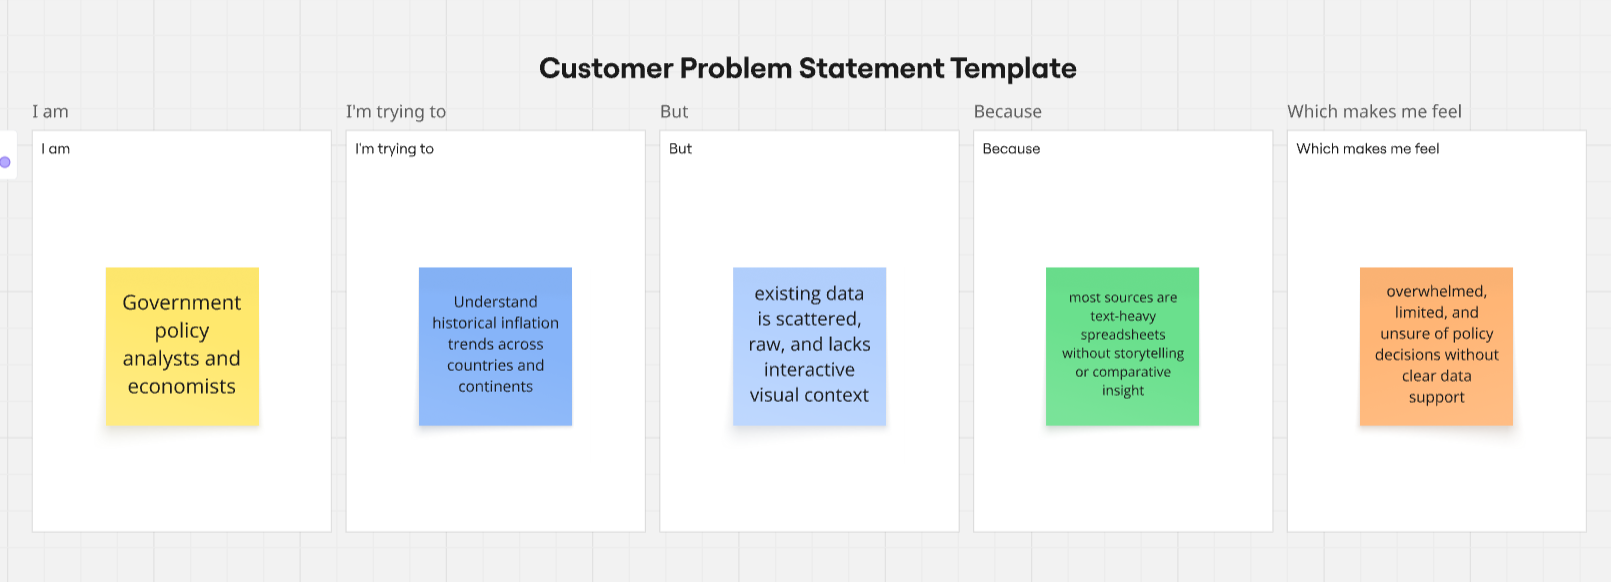 Customer Problem Statement Template
I am
I'm trying to
But
Because
Which makes me feel
I am
I'm trying to
But
Because
Which makes me feel
Government
policy
analysts and
economists
Understand
historical inflation
trends across
countries and
continents
existing data
is scattered,
raw, and lacks
interactive
visual context
most sources are
text-heavy
spreadsheets
without storytelling
or comparative
insight
overwhelmed,
limited, and
unsure of policy
decisions without
clear data
support